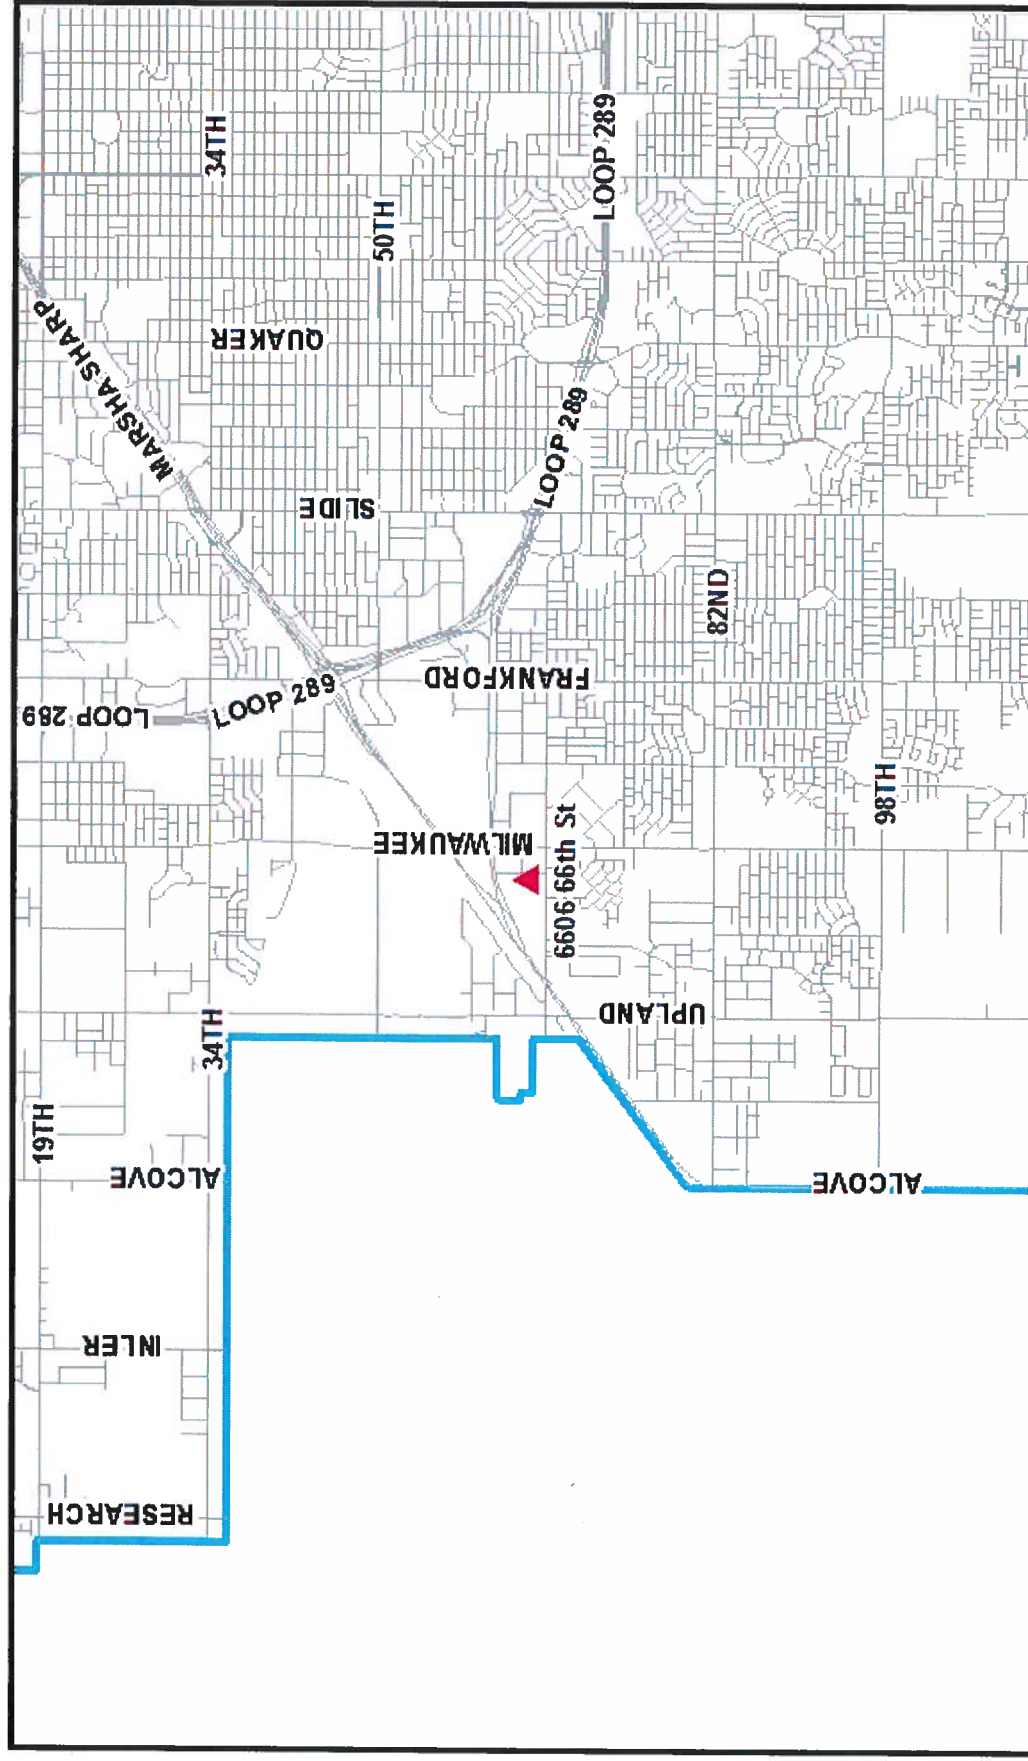 34TH
LOOP 289
MARSHA SHARP
50TH
QUAKER
LOOP 289
SLIDE
82ND
FRANKFORD
LOOP 289
LOOP 289
98TH
MILWAUKEE
6606 66th St
UPLAND
34TH
19TH
ALCOVE
ALCOVE
INLER
RESEARCH